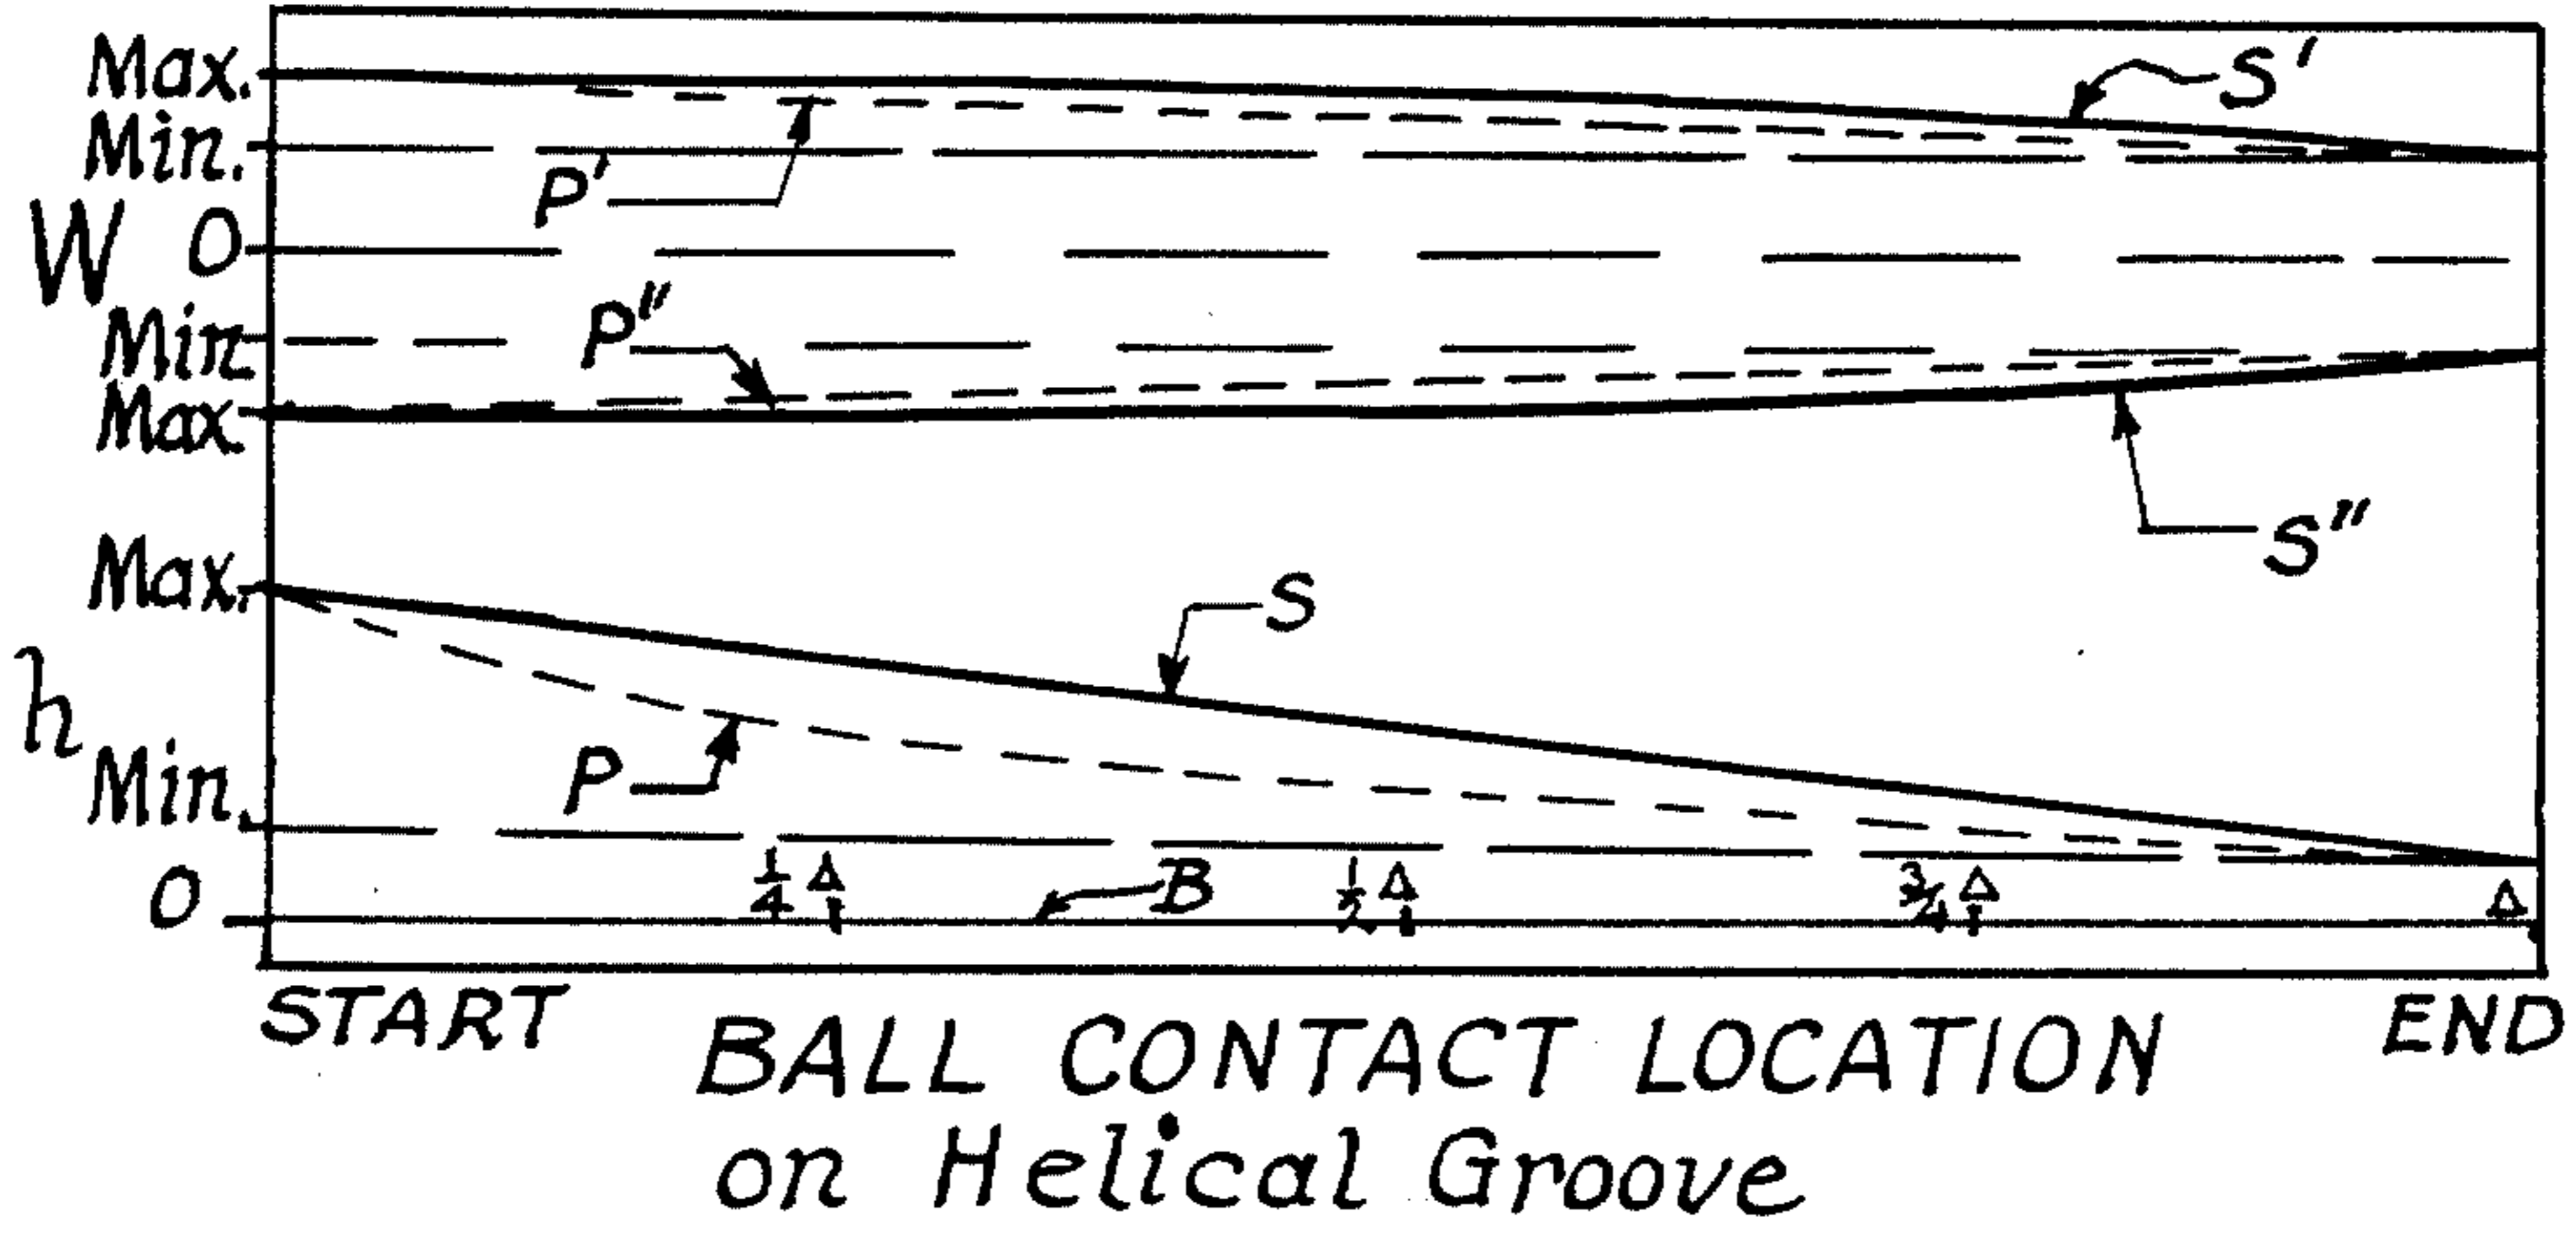 Max.
S'
Min.
P'
W 0
P"
Min
Max
S"
Max.
S
h
P
Min.
1/4 Δ
B
1/2 Δ
3/4 Δ
Δ
0
START
END
BALL CONTACT LOCATION
on Helical Groove